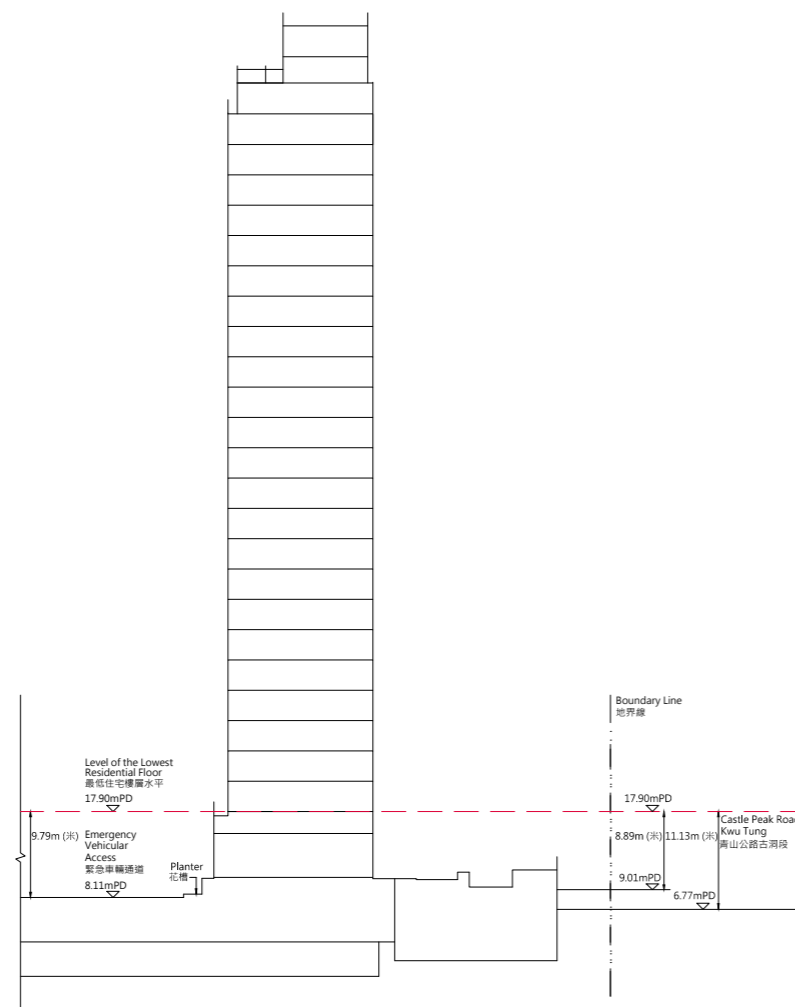 Boundary Line
地界線
Level of the Lowest
Residential Floor
最低住宅樓層水平
17.90mPD
17.90mPD
9.79m (米)
Emergency
Vehicular
Access
緊急車輛通道
8.11mPD
Planter
花槽
8.89m (米)
11.13m (米)
Castle Peak Road
Kwu Tung
青山公路古洞段
9.01mPD
6.77mPD